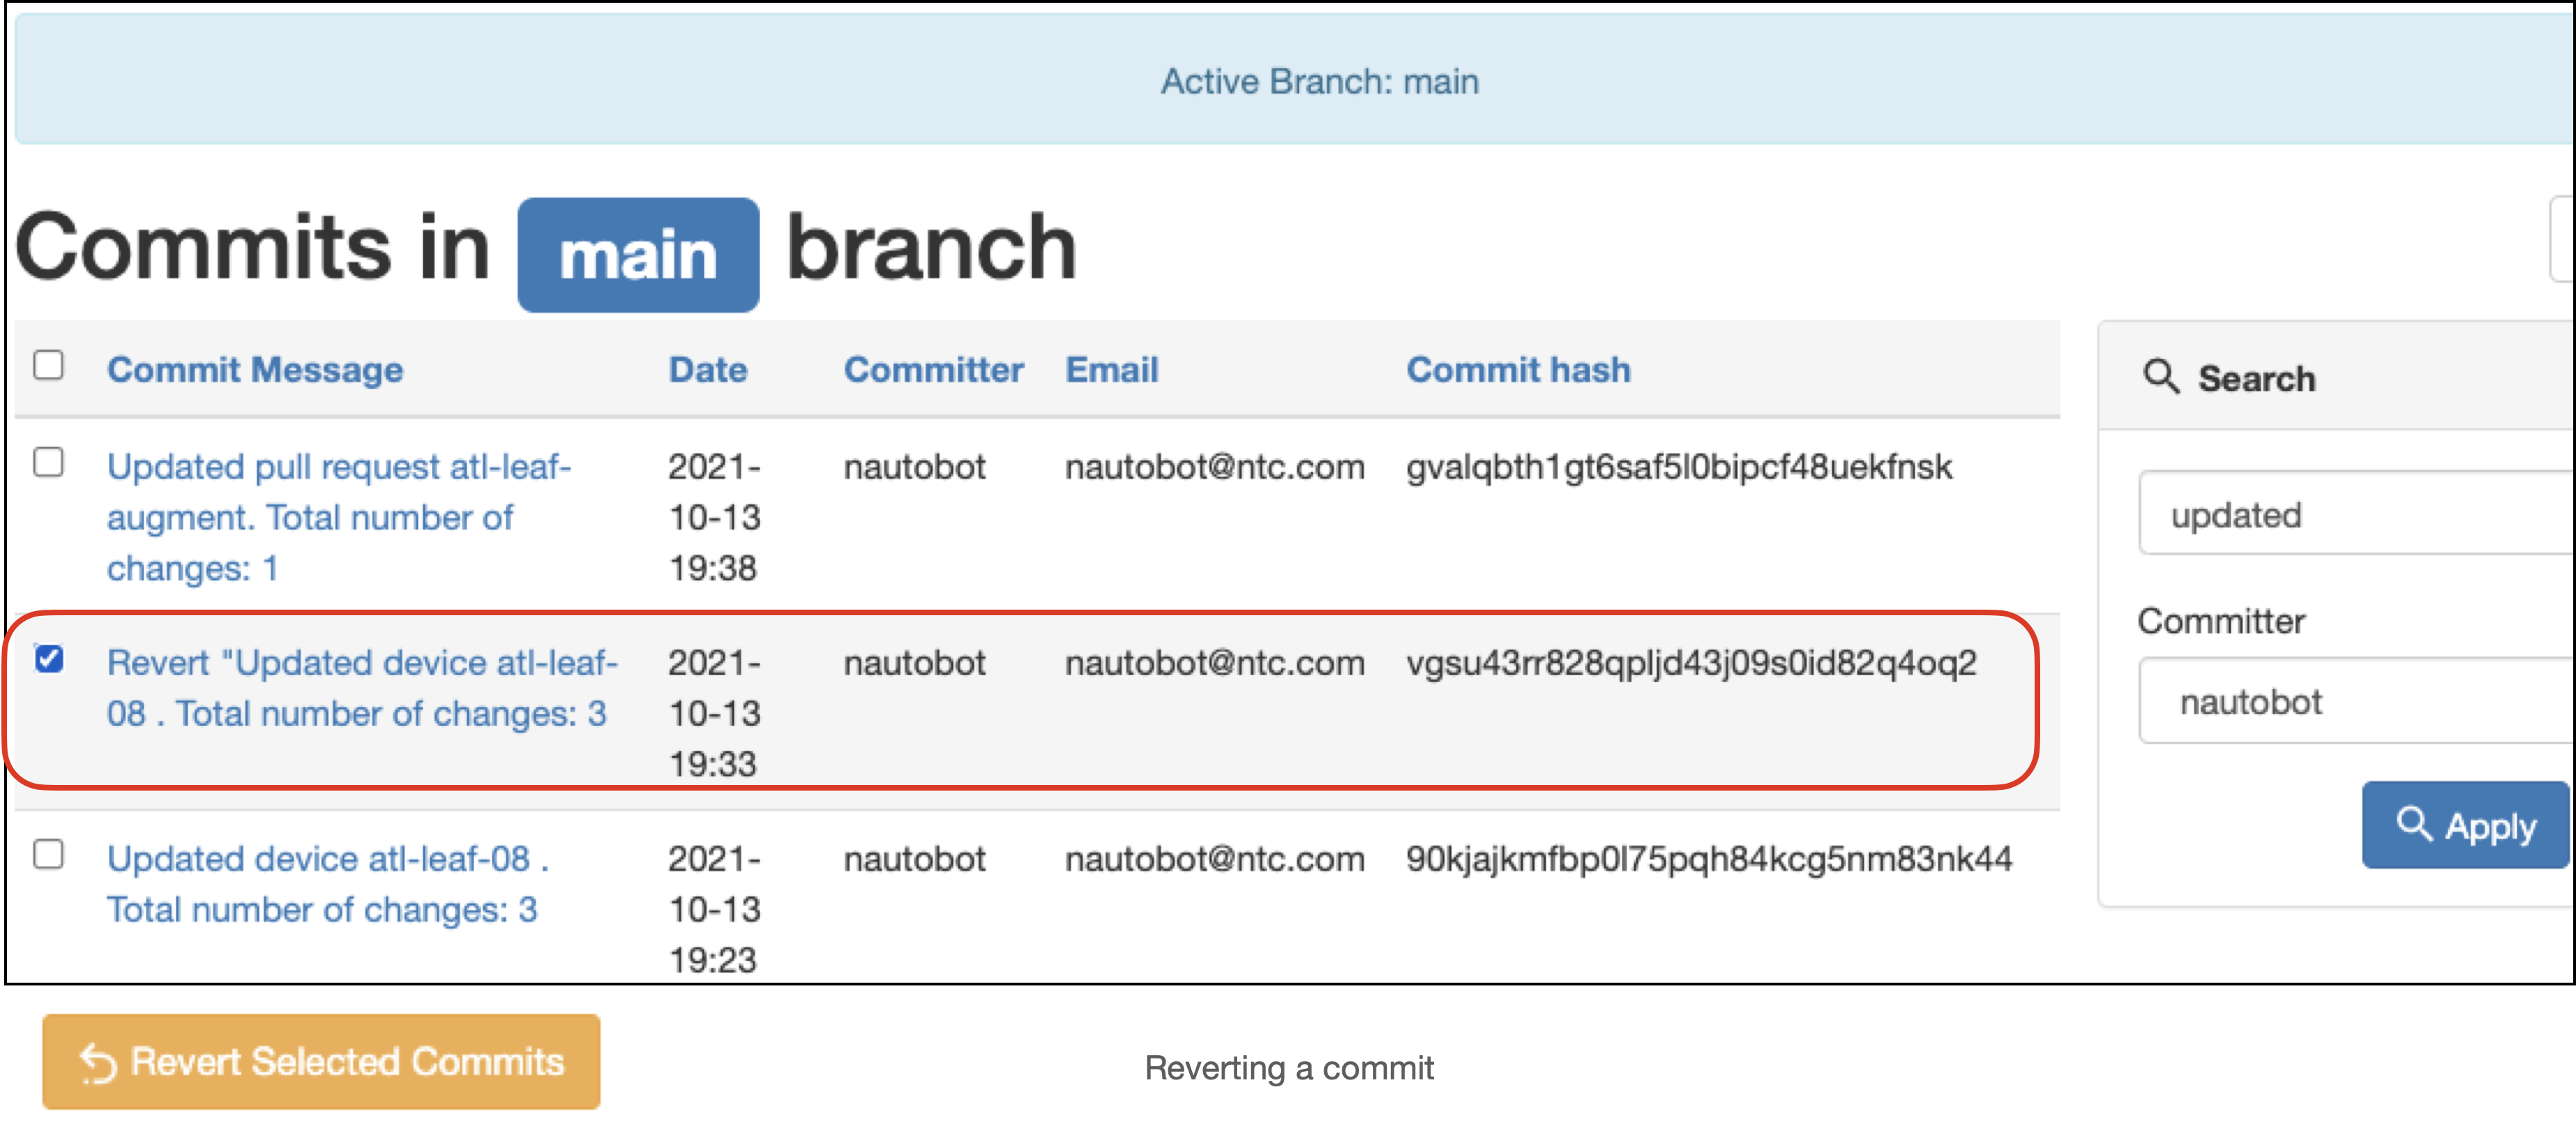 Active Branch: main
Commits in main branch
Commit Message Date Committer Email Commit hash
Updated pull request atl-leaf-
augment. Total number of
changes: 1
2021-
10-13
19:38
nautobot
nautobot@ntc.com
gvalqbth1gt6saf5l0bipcf48uekfnsk
Revert "Updated device atl-leaf-
08 . Total number of changes: 3
2021-
10-13
19:33
nautobot
nautobot@ntc.com
vgsu43rr828qpljd43j09s0id82q4oq2
Updated device atl-leaf-08 .
Total number of changes: 3
2021-
10-13
19:23
nautobot
nautobot@ntc.com
90kjajkmfbp0l75pqh84kcg5nm83nk44
Search
updated
Committer
nautobot
Apply
Revert Selected Commits
Reverting a commit